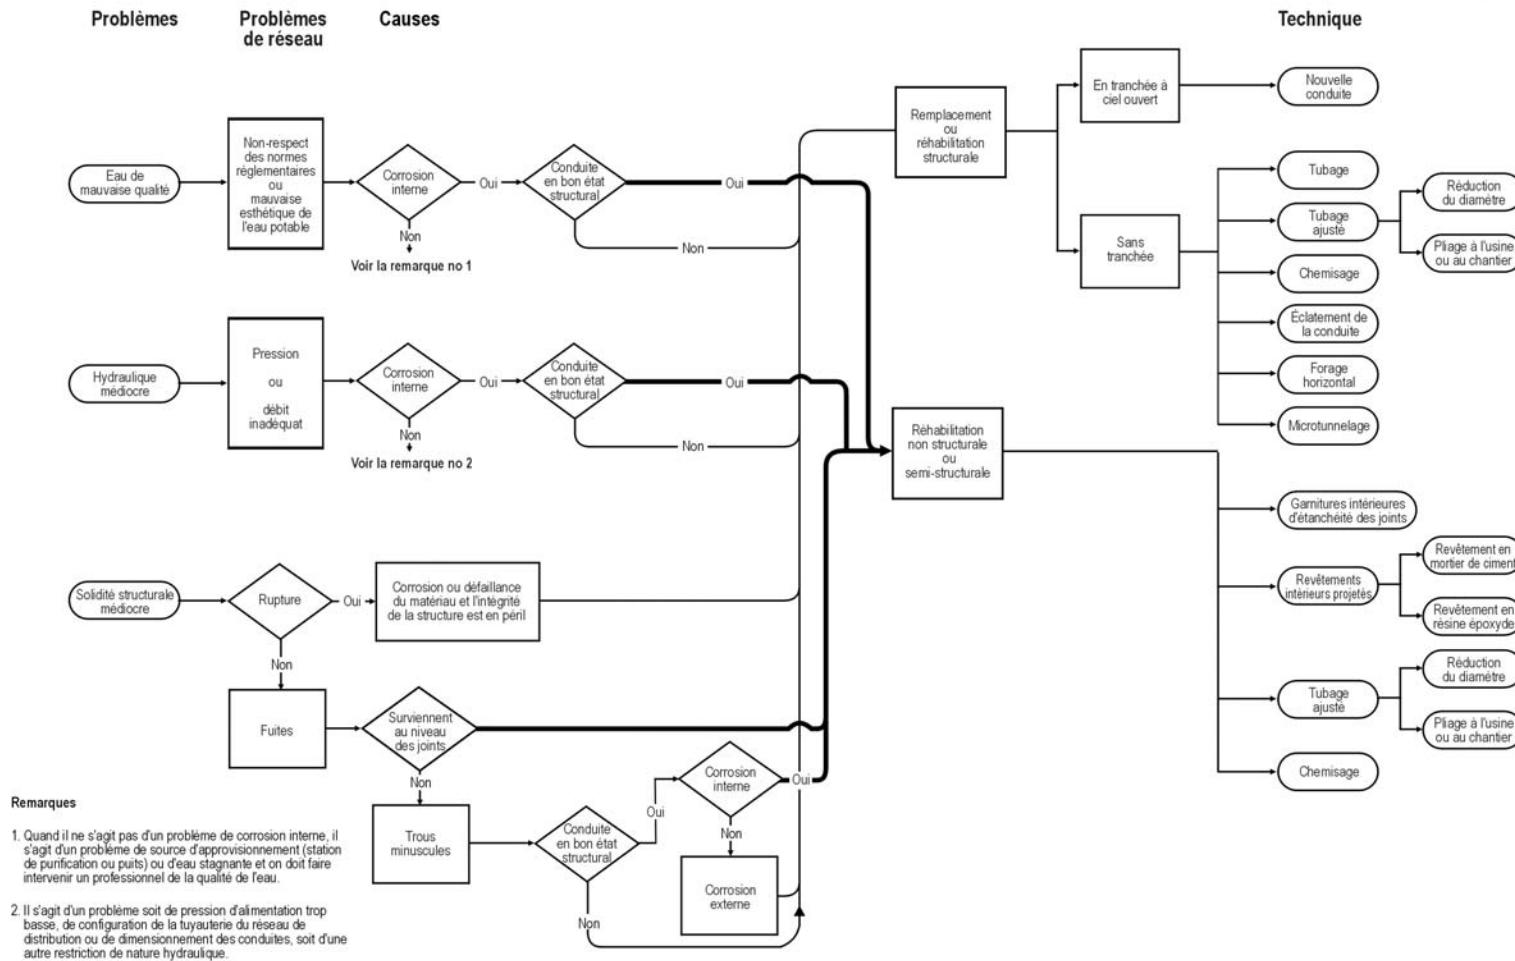 Problèmes
Problèmes
de réseau
Causes
Technique
Eau de
mauvaise qualité
Non-respect
des normes
réglementaires
ou
mauvaise
esthétique de
l'eau potable
Corrosion
interne
Oui
Non
Voir la remarque no 1
Conduite
en bon état
structural
Oui
Non
Hydraulique
médiocre
Pression
ou
débit
inadéquat
Corrosion
interne
Oui
Non
Voir la remarque no 2
Conduite
en bon état
structural
Oui
Non
Solidité structurale
médiocre
Rupture
Oui
Corrosion ou défaillance
du matériau et l'intégrité
de la structure est en péril
Non
Fuites
Surviennent
au niveau
des joints
Non
Trous
minuscules
Conduite
en bon état
structural
Oui
Non
Corrosion
interne
Oui
Non
Corrosion
externe
Remplacement
ou
réhabilitation
structurale
En tranchée à
ciel ouvert
Nouvelle
conduite
Sans
tranchée
Tubage
Tubage
ajusté
Réduction
du diamétre
Pliage à l'usine
ou au chantier
Chemisage
Éclatement de
la conduite
Forage
horizontal
Microtunnelage
Réhabilitation
non structurale
ou
semi-structurale
Garnitures intérieures
d'étanchéité des joints
Revêtements
intérieurs projetés
Revêtement en
mortier de ciment
Revêtement en
résine époxyde
Tubage
ajusté
Réduction
du diamétre
Pliage à l'usine
ou au chantier
Chemisage
Remarques
1. Quand il ne s'agit pas d'un problème de corrosion interne, il
s'agit d'un problème de source d'approvisionnement (station
de purification ou puits) ou d'eau stagnante et on doit faire
intervenir un professionnel de la qualité de l'eau.
2. Il s'agit d'un problème soit de pression d'alimentation trop
basse, de configuration de la tuyauterie du réseau de
distribution ou de dimensionnement des conduites, soit d'une
autre restriction de nature hydraulique.